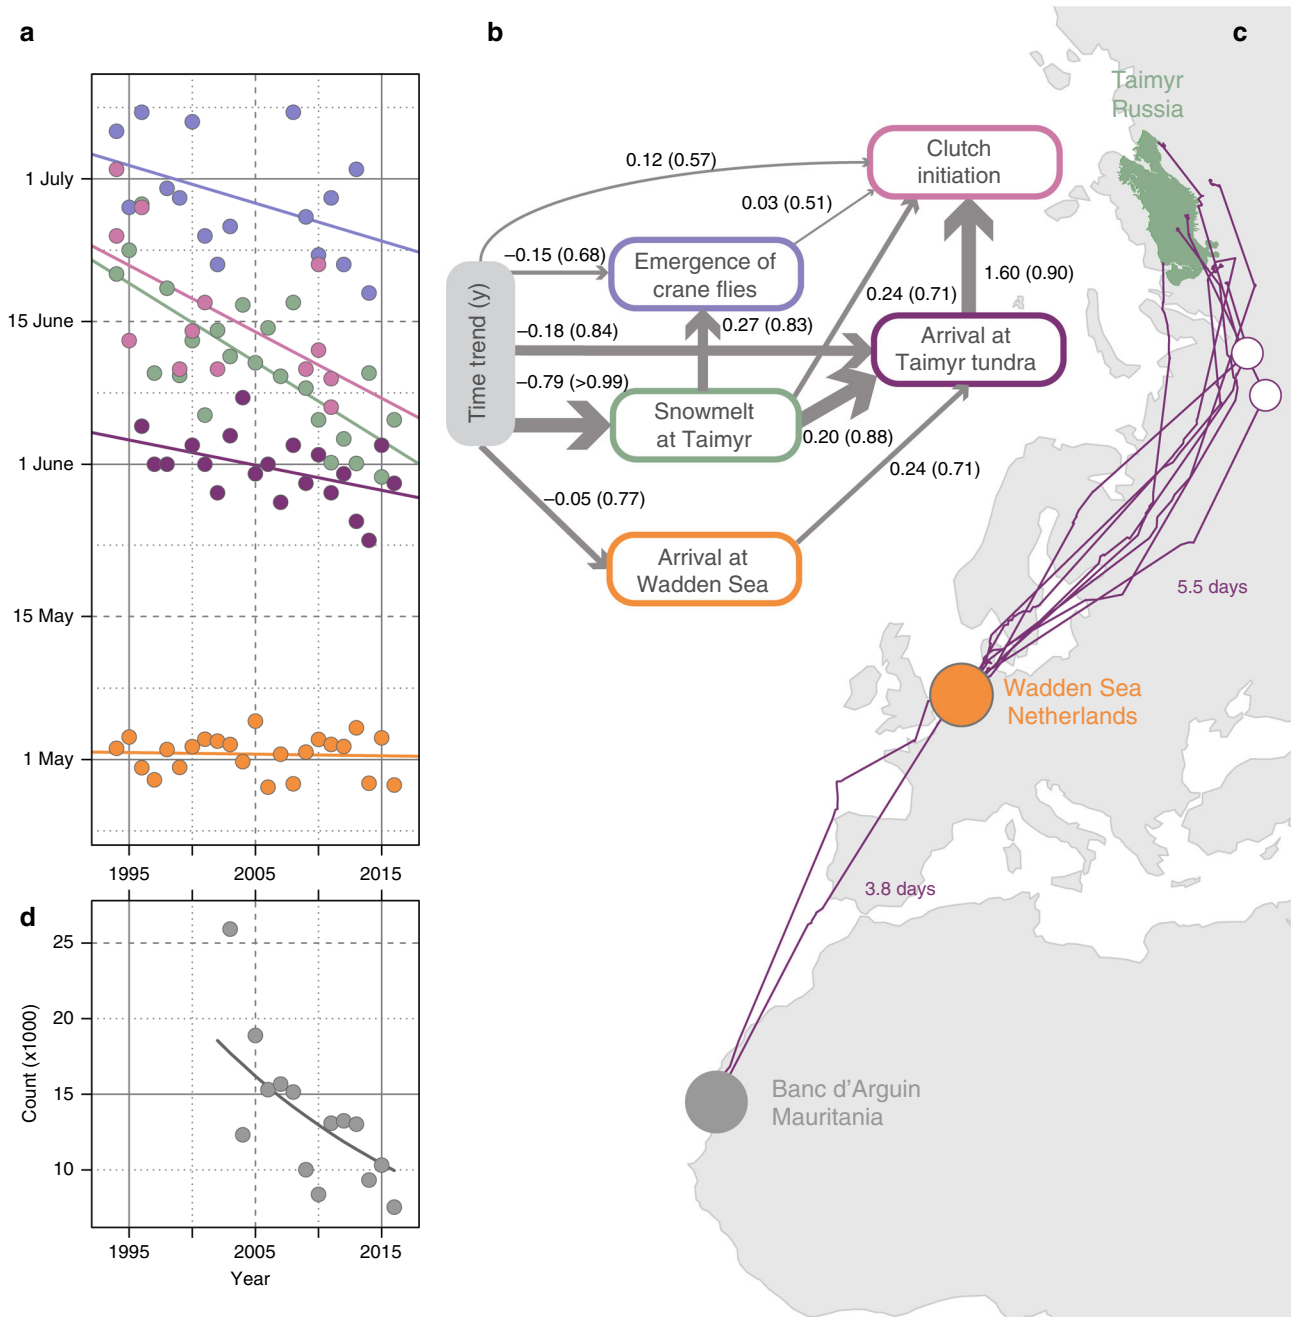 a
1 July
15 June
1 June
15 May
1 May
1995
2005
2015
b
Time trend (y)
0.12 (0.57)
0.03 (0.51)
–0.15 (0.68)
–0.18 (0.84)
–0.79 (>0.99)
–0.05 (0.77)
0.27 (0.83)
0.24 (0.71)
1.60 (0.90)
0.20 (0.88)
0.24 (0.71)
Clutch
initiation
Emergence of
crane flies
Arrival at
Taimyr tundra
Snowmelt
at Taimyr
Arrival at
Wadden Sea
c
Taimyr
Russia
5.5 days
Wadden Sea
Netherlands
3.8 days
Banc d'Arguin
Mauritania
d
Count (x1000)
25
20
15
10
1995
2005
2015
Year